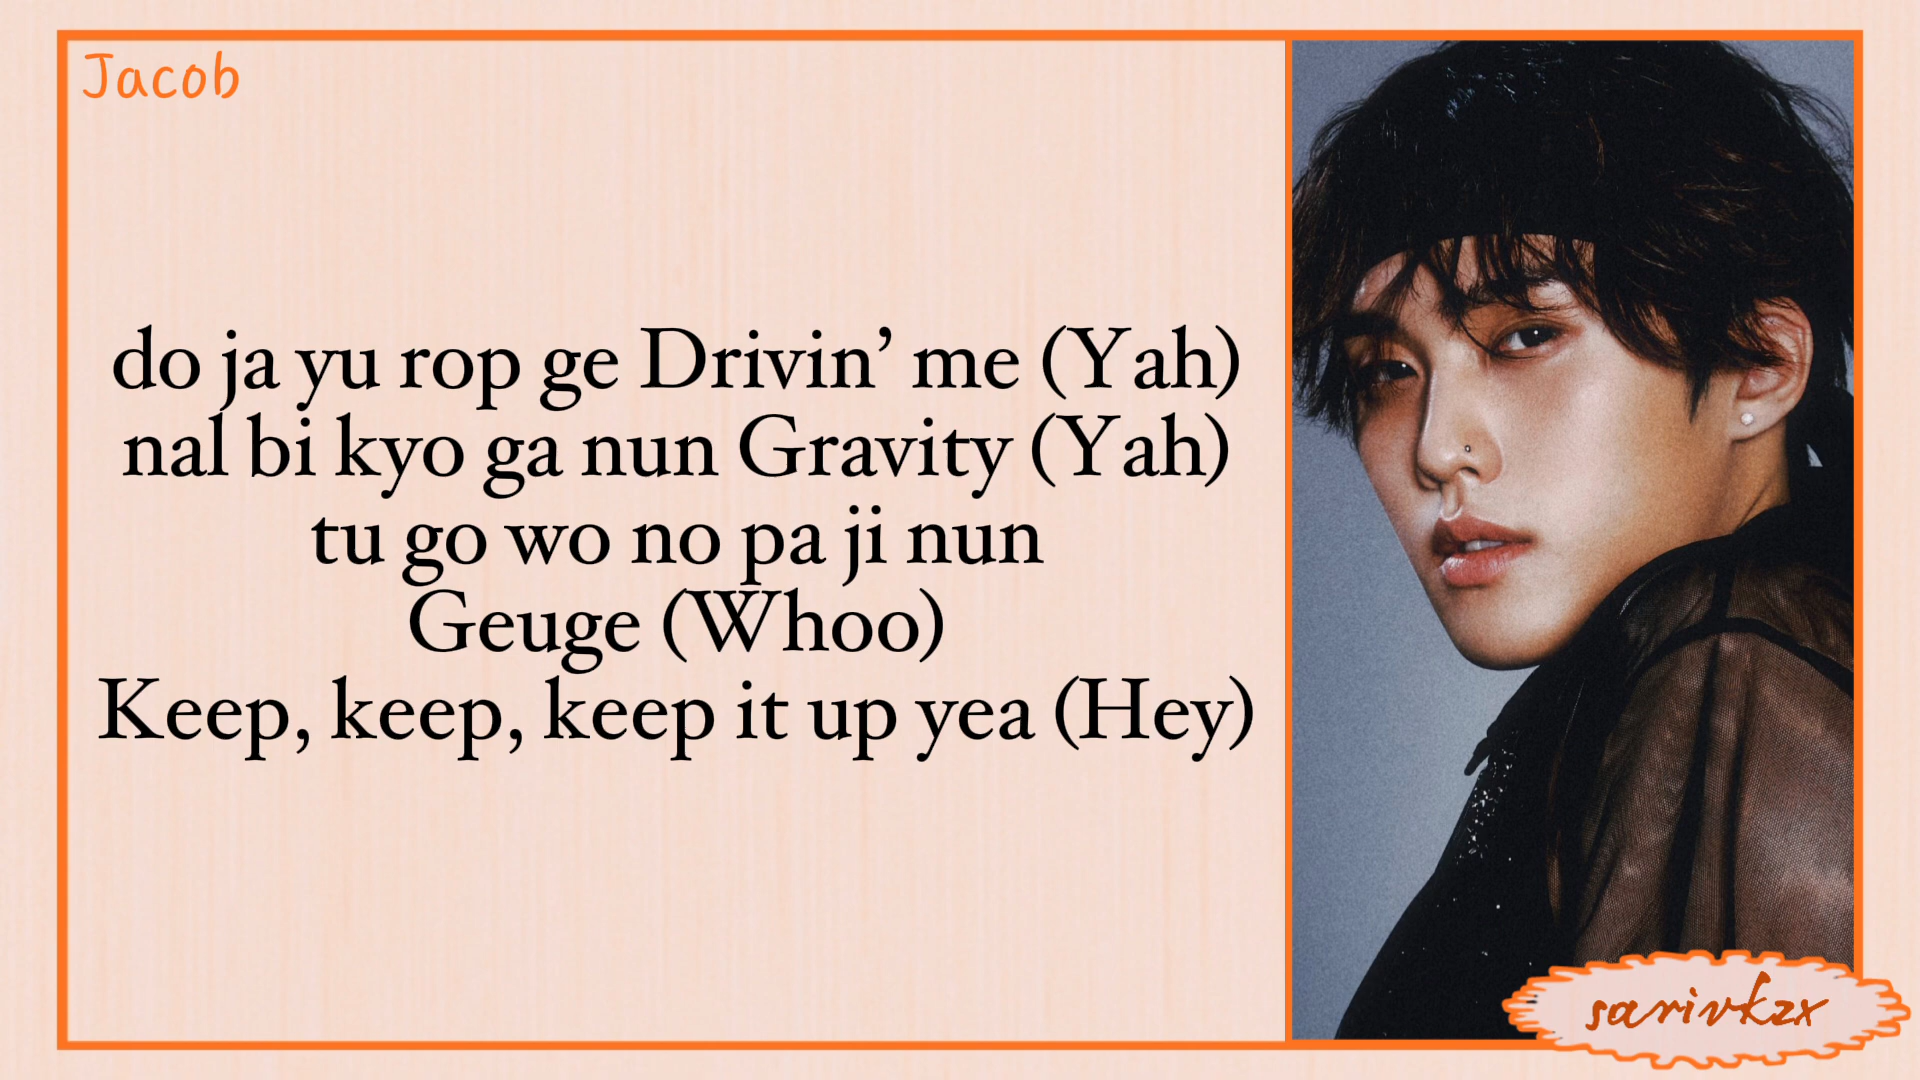 Jacob
do ja yu rop ge Drivin’ me (Yah)
nal bi kyo ga nun Gravity (Yah)
tu go wo no pa ji nun
Geuge (Whoo)
Keep, keep, keep it up yea (Hey)
sarivkzx